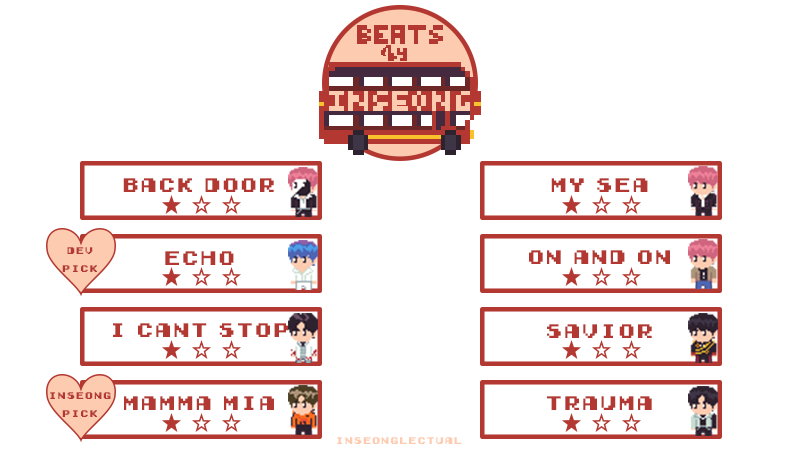 BEATS
by
INSEONG
BACK DOOR
MY SEA
DEV
PICK
ECHO
ON AND ON
I CANT STOP
SAVIOR
INSEONG
PICK
MAMMA MIA
TRAUMA
INSEONGLECTUAL